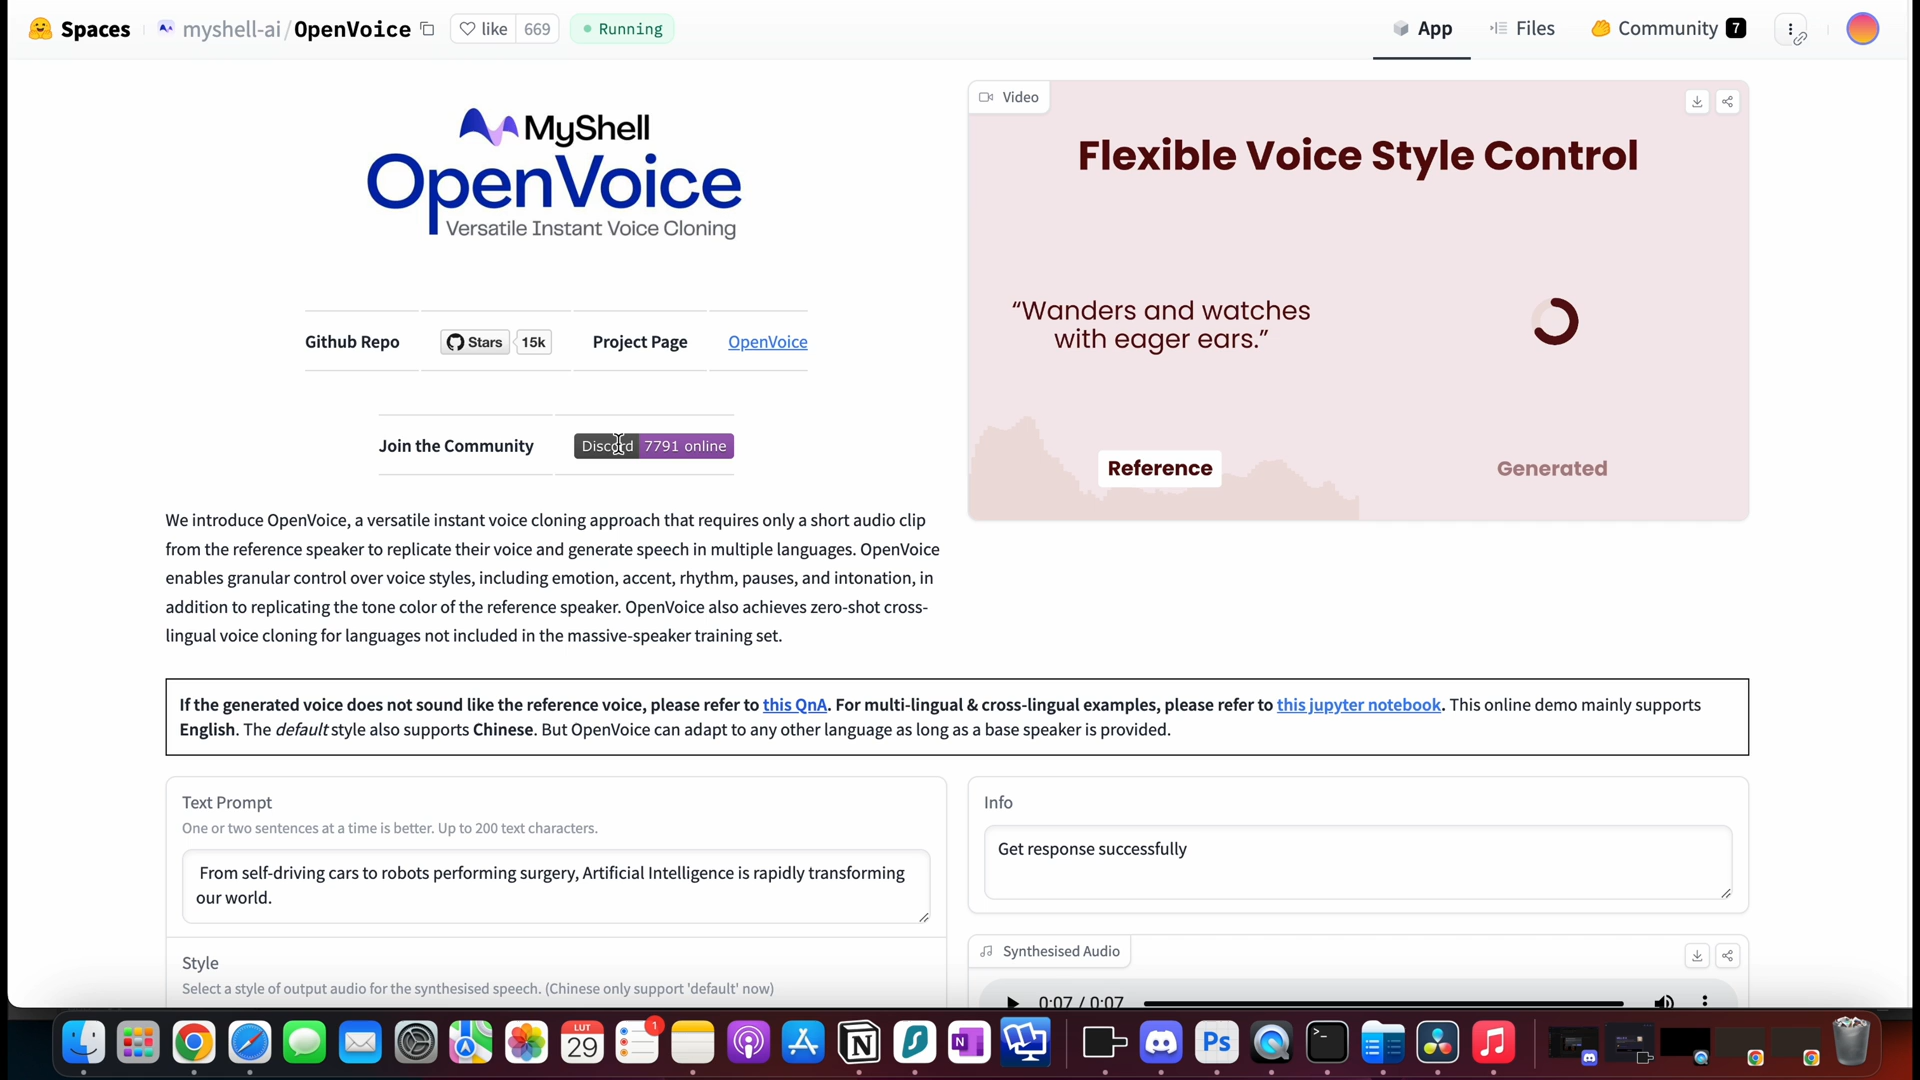 Spaces
myshell-ai/OpenVoice
like 669
Running
App
Files
Community 7
MyShell
OpenVoice
Versatile Instant Voice Cloning
Github Repo Stars 15k Project Page OpenVoice
Join the Community Discord 7791 online
We introduce OpenVoice, a versatile instant voice cloning approach that requires only a short audio clip
from the reference speaker to replicate their voice and generate speech in multiple languages. OpenVoice
enables granular control over voice styles, including emotion, accent, rhythm, pauses, and intonation, in
addition to replicating the tone color of the reference speaker. OpenVoice also achieves zero-shot cross-
lingual voice cloning for languages not included in the massive-speaker training set.
Video
Flexible Voice Style Control
“Wanders and watches
with eager ears.”
Reference
Generated
If the generated voice does not sound like the reference voice, please refer to this QnA. For multi-lingual & cross-lingual examples, please refer to this jupyter notebook. This online demo mainly supports
English. The default style also supports Chinese. But OpenVoice can adapt to any other language as long as a base speaker is provided.
Text Prompt
One or two sentences at a time is better. Up to 200 text characters.
From self-driving cars to robots performing surgery, Artificial Intelligence is rapidly transforming
our world.
Style
Select a style of output audio for the synthesised speech. (Chinese only support 'default' now)
Info
Get response successfully
Synthesised Audio
0:07 / 0:07
LUT
29
1
N
Ps